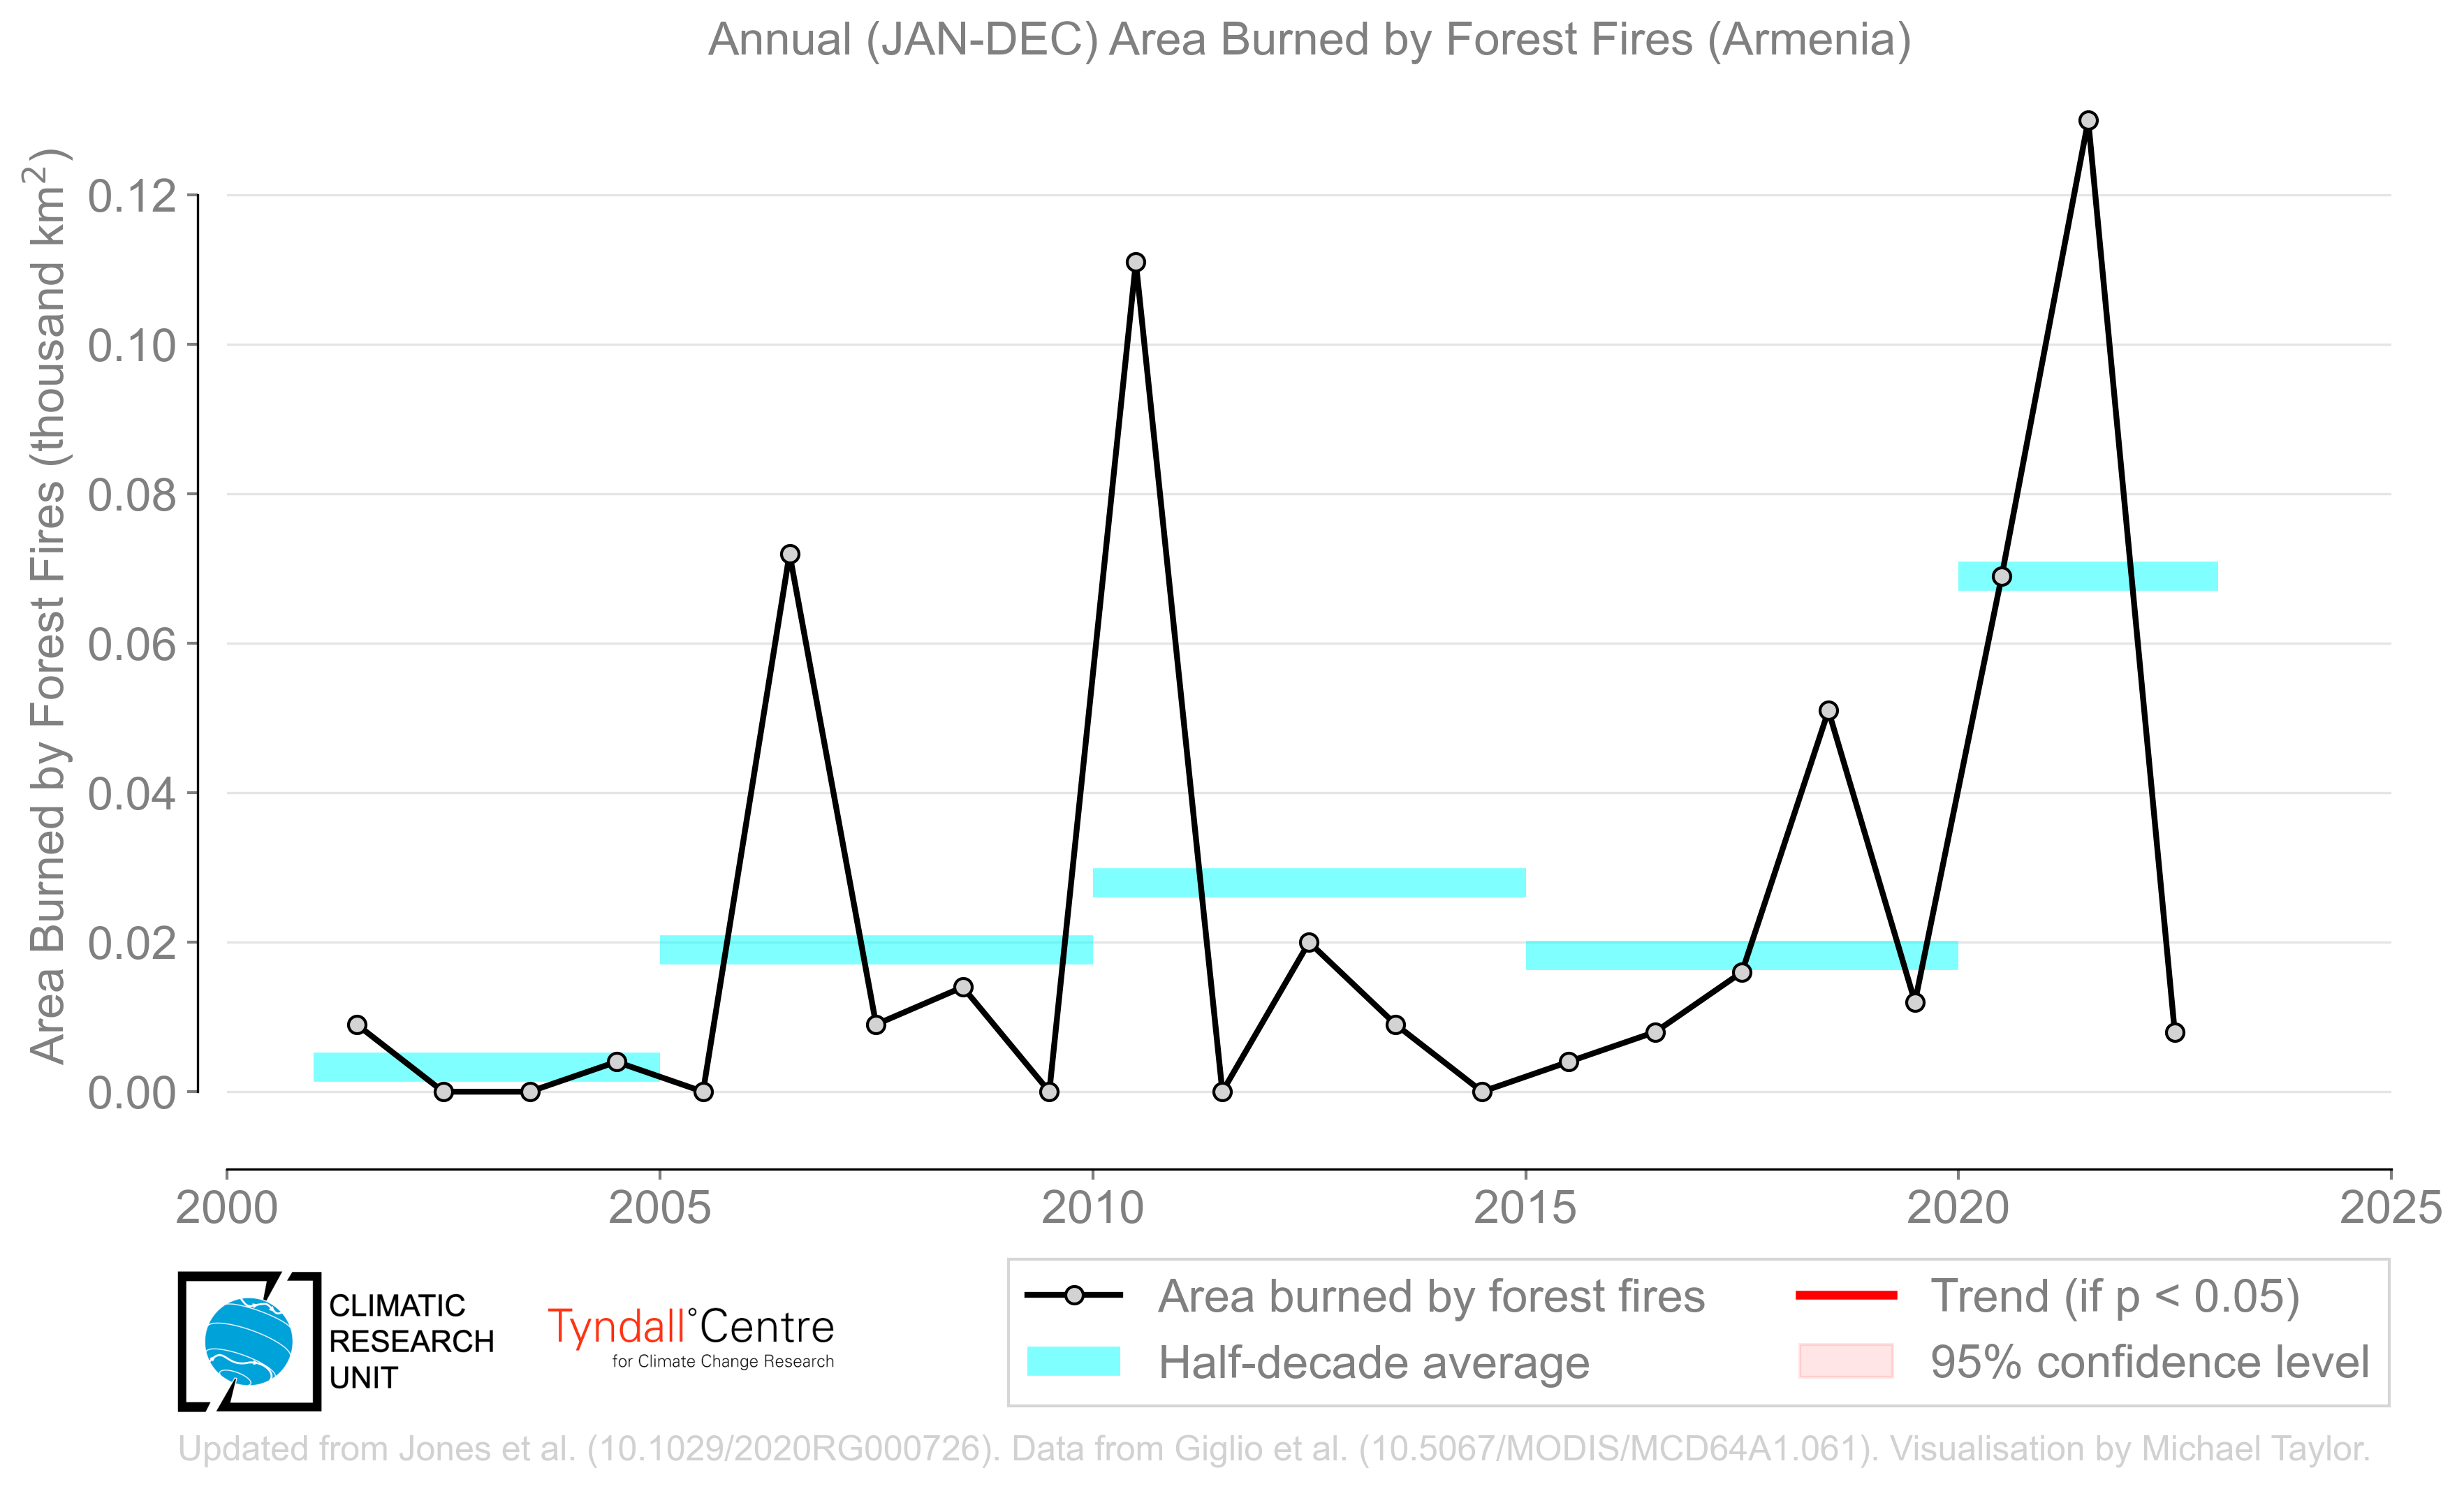 Annual (JAN-DEC) Area Burned by Forest Fires (Armenia)
Area Burned by Forest Fires (thousand km²)
0.12
0.10
0.08
0.06
0.04
0.02
0.00
2000 2005 2010 2015 2020 2025
CLIMATIC
RESEARCH
UNIT
Tyndall°Centre
for Climate Change Research
Area burned by forest fires
Half-decade average
Trend (if p < 0.05)
95% confidence level
Updated from Jones et al. (10.1029/2020RG000726). Data from Giglio et al. (10.5067/MODIS/MCD64A1.061). Visualisation by Michael Taylor.